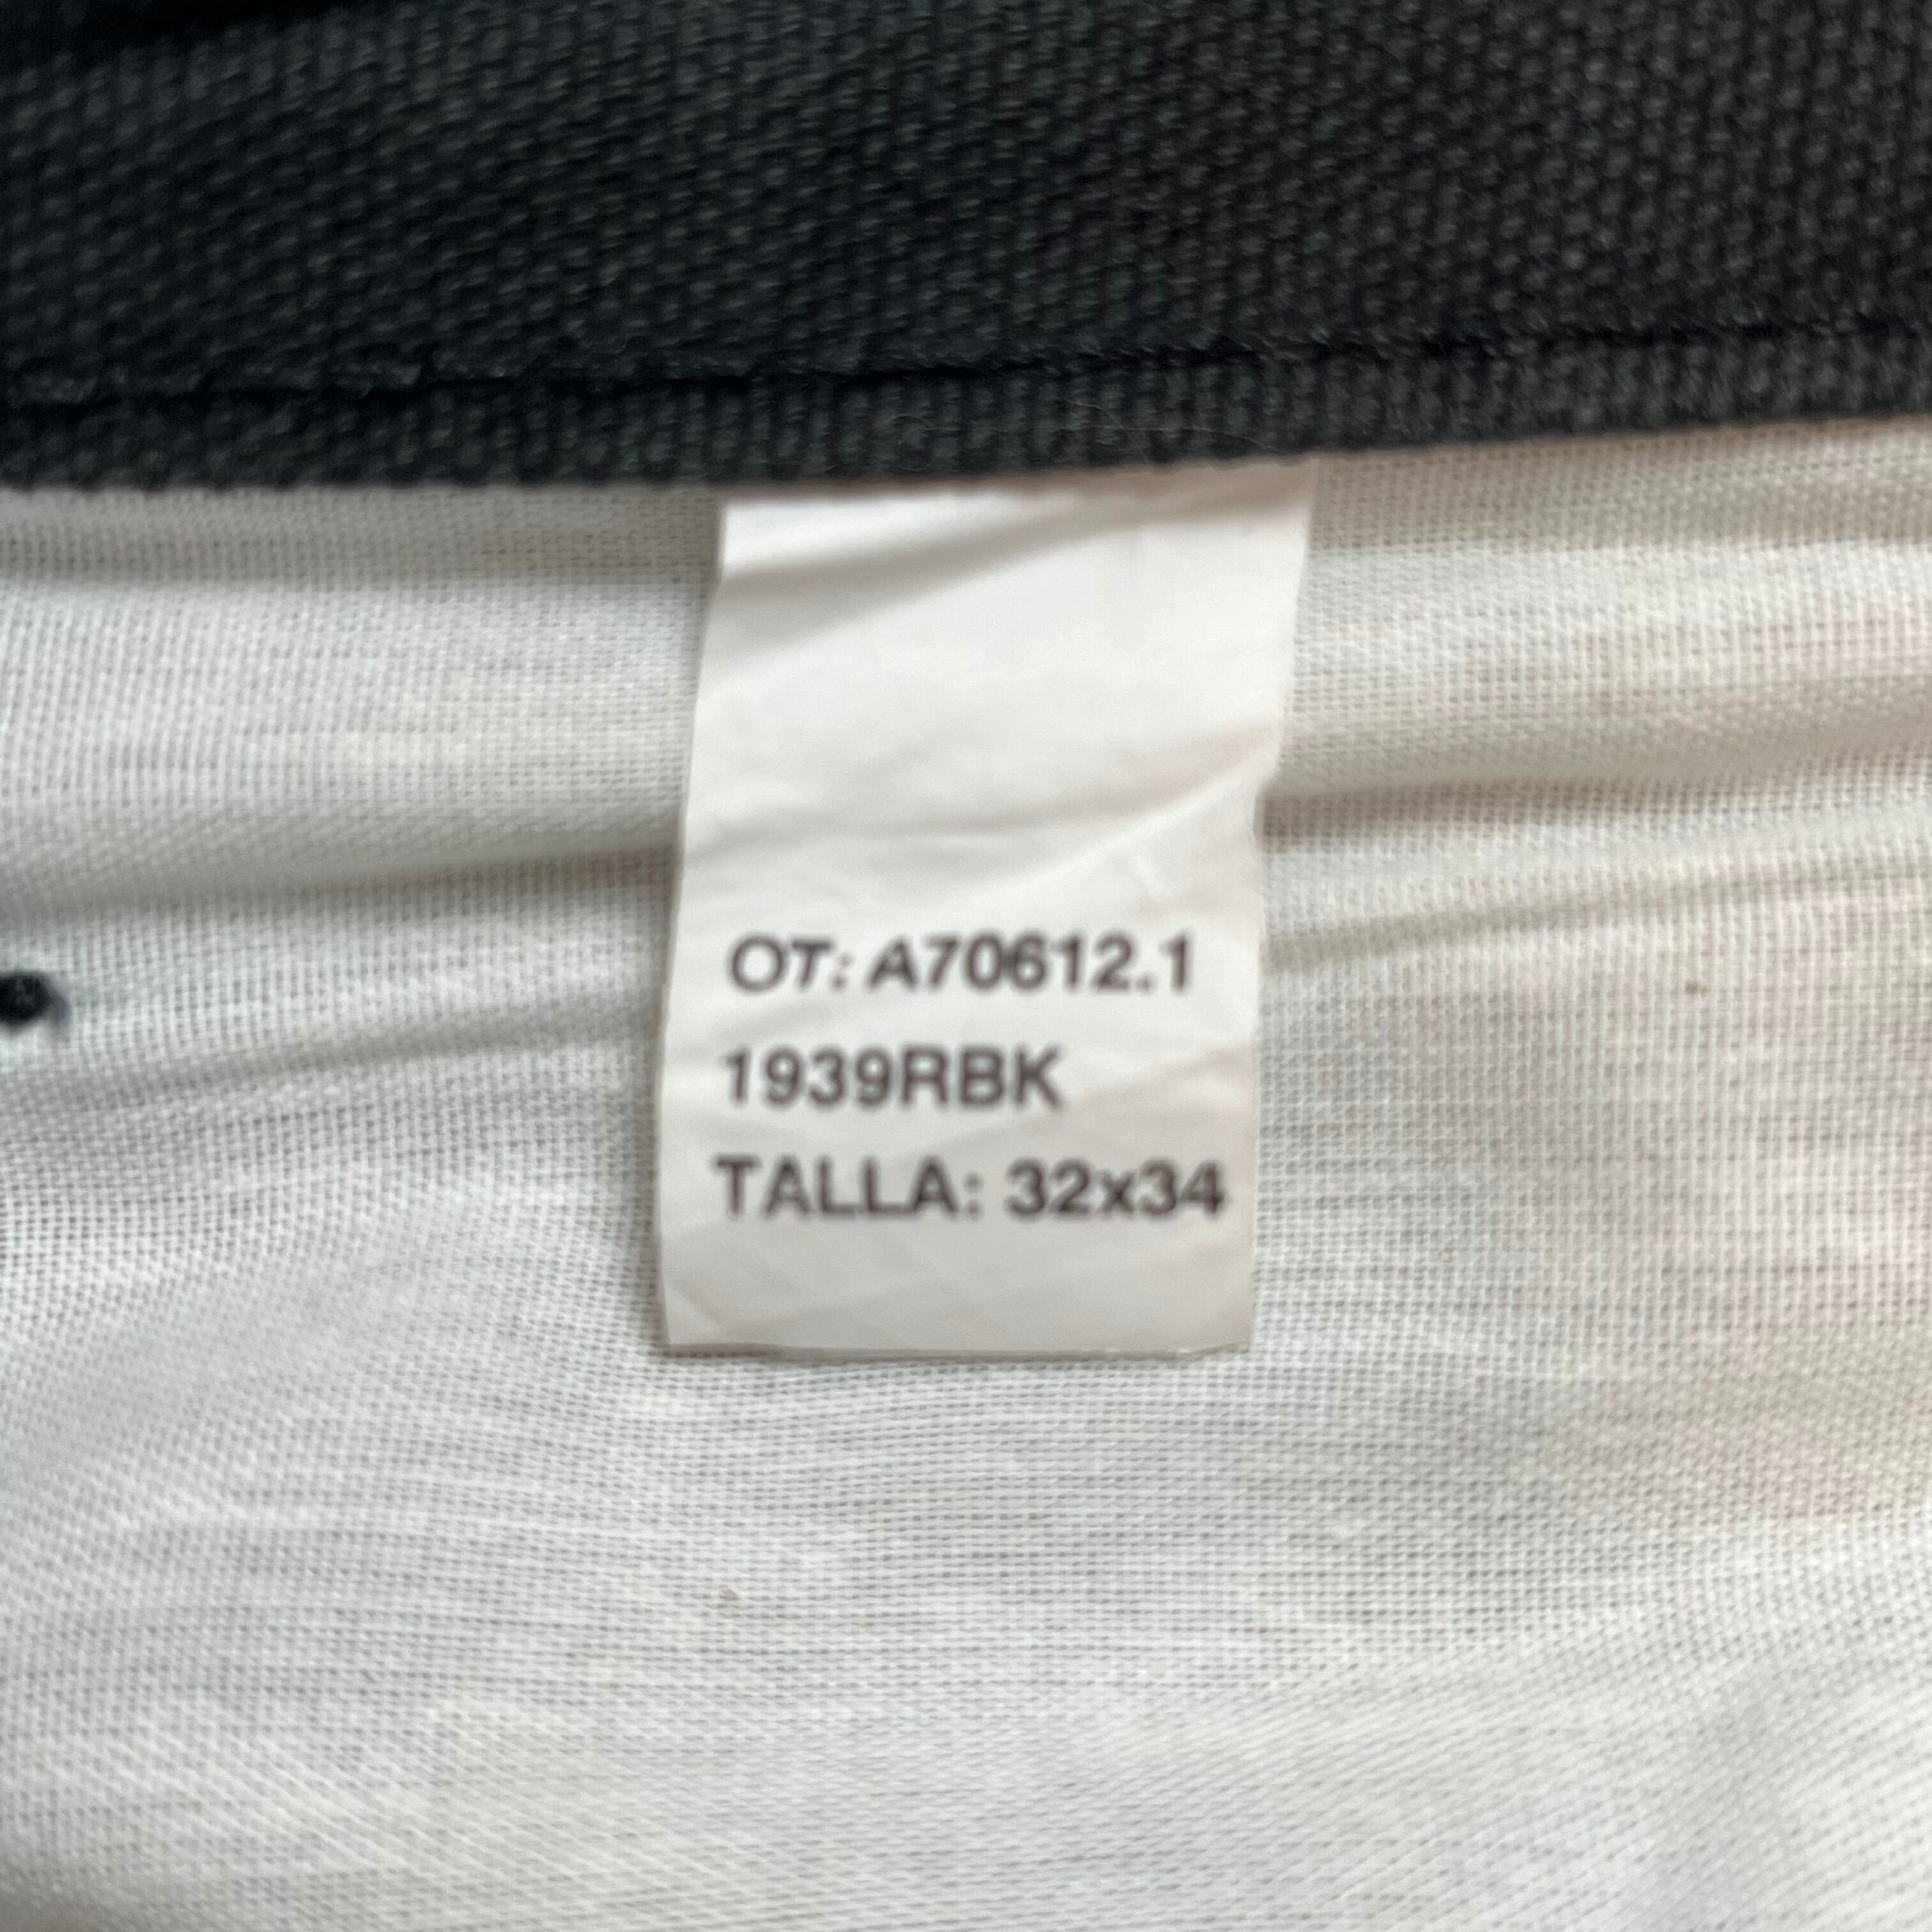 OT: A70612.1
1939RBK
TALLA: 32x34